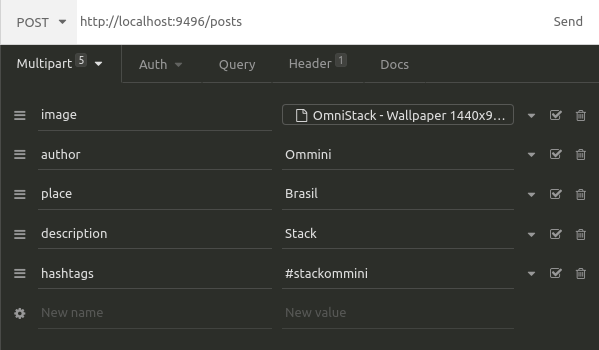 POST http://localhost:9496/posts Send
Multipart 5 Auth Query Header 1 Docs
image OmniStack - Wallpaper 1440x9...
author Ommini
place Brasil
description Stack
hashtags #stackommini
New name New value